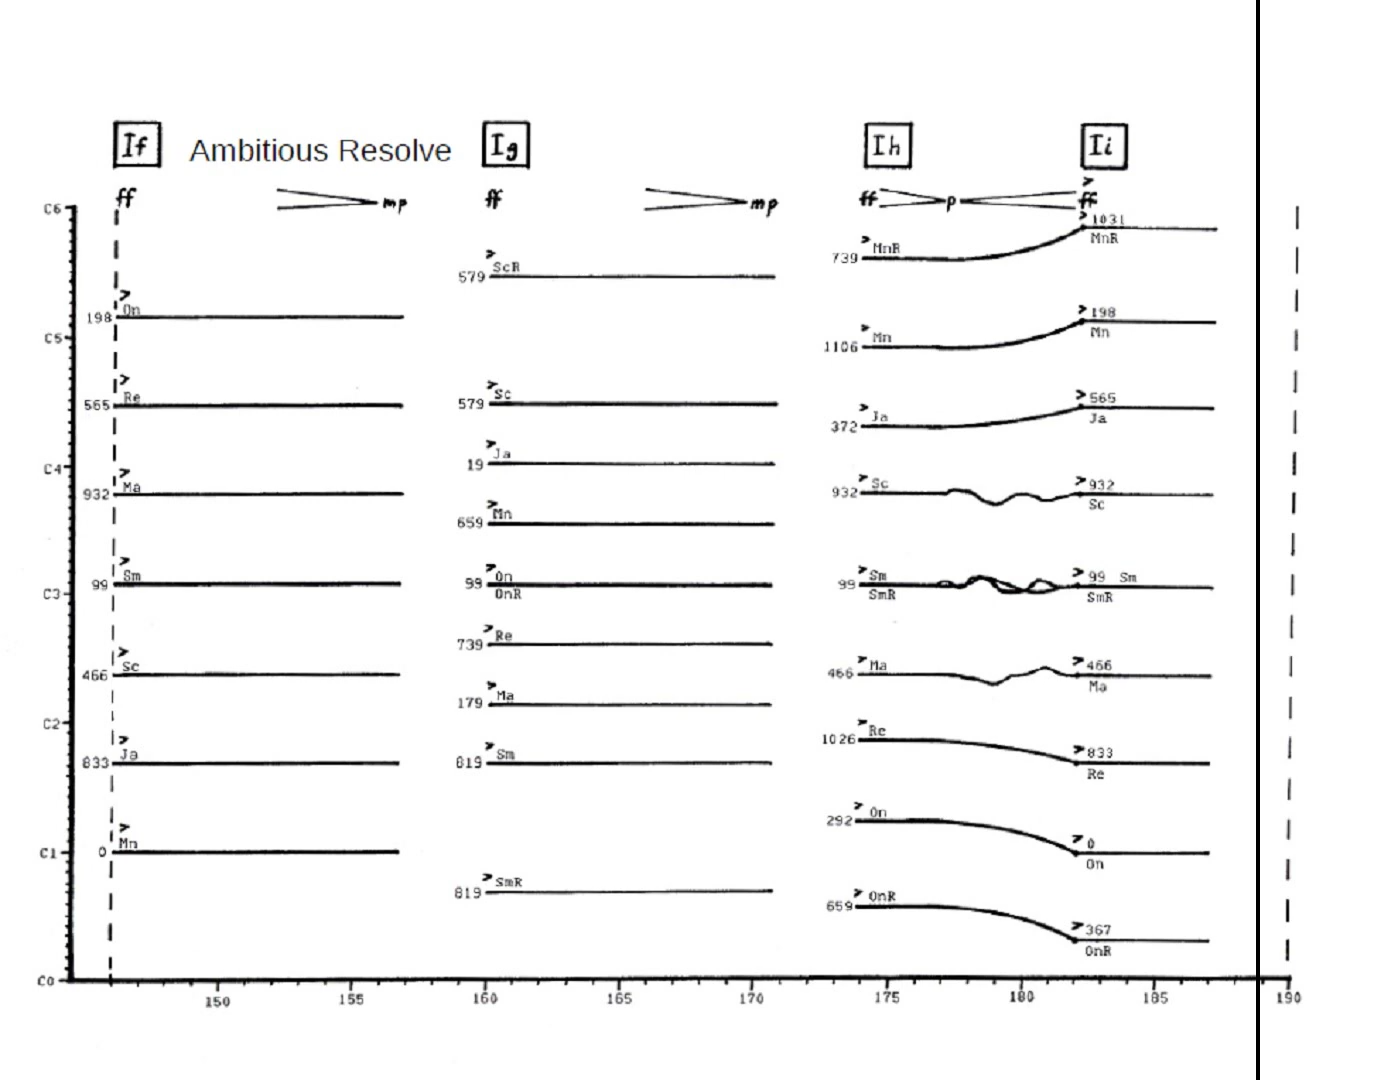 If Ambitious Resolve Ig Ih Ii
ff mp ff mp ff p ff
C6
C5
C4
C3
C2
C1
C0
198 On
565 Re
932 Ma
99 Sm
466 Sc
833 Ja
0 Mn
579 ScR
579 Sc
19 Ja
659 Mn
99 On
OnR
739 Re
179 Ma
819 Sm
819 SmR
739 MnR
1106 Mn
372 Ja
932 Sc
99 Sm
SmR
466 Ma
1026 Re
292 On
659 OnR
1031
MnR
198
Mn
565
Ja
932
Sc
99 Sm
SmR
466
Ma
833
Re
0
On
367
OnR
150 155 160 165 170 175 180 185 190